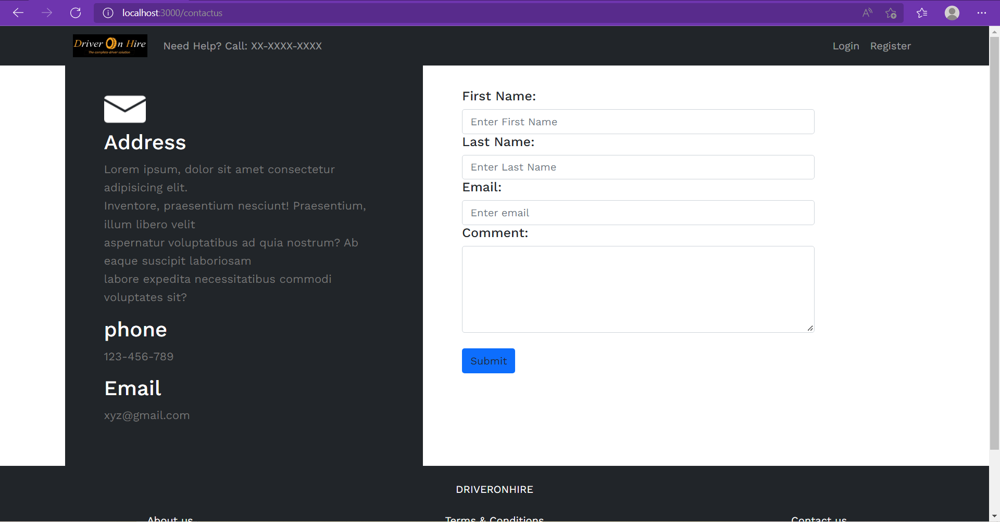 localhost:3000/contactus
Driver On Hire
The complete driver solution
Need Help? Call: XX-XXXX-XXXX
Login
Register
Address
Lorem ipsum, dolor sit amet consectetur
adipisicing elit.
Inventore, praesentium nesciunt! Praesentium,
illum libero velit
aspernatur voluptatibus ad quia nostrum? Ab
eaque suscipit laboriosam
labore expedita necessitatibus commodi
voluptates sit?
phone
123-456-789
Email
xyz@gmail.com
First Name:
Enter First Name
Last Name:
Enter Last Name
Email:
Enter email
Comment:
Submit
DRIVERONHIRE
About us
Terms & Conditions
Contact us